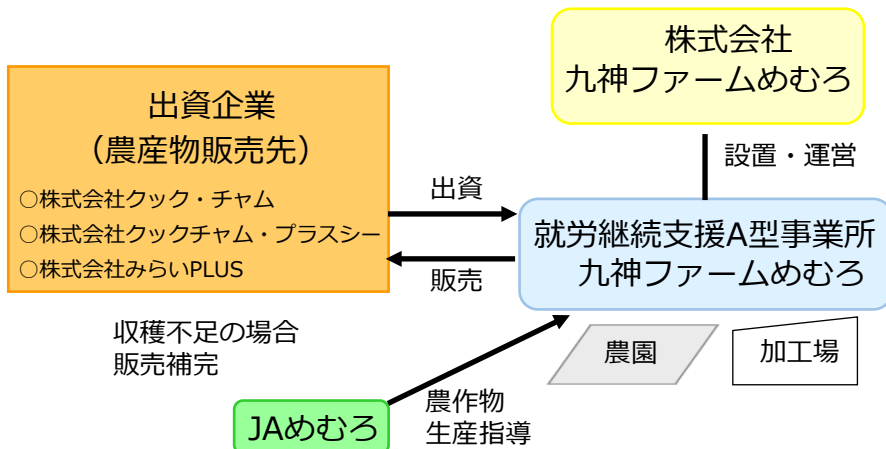 株式会社
九神ファームめむろ
出資企業
（農産物販売先）
○株式会社クック・チャム
○株式会社クックチャム・プラスシー
○株式会社みらいPLUS
設置・運営
出資
販売
就労継続支援A型事業所
九神ファームめむろ
農園
加工場
収穫不足の場合
販売補完
JAめむろ
農作物
生産指導